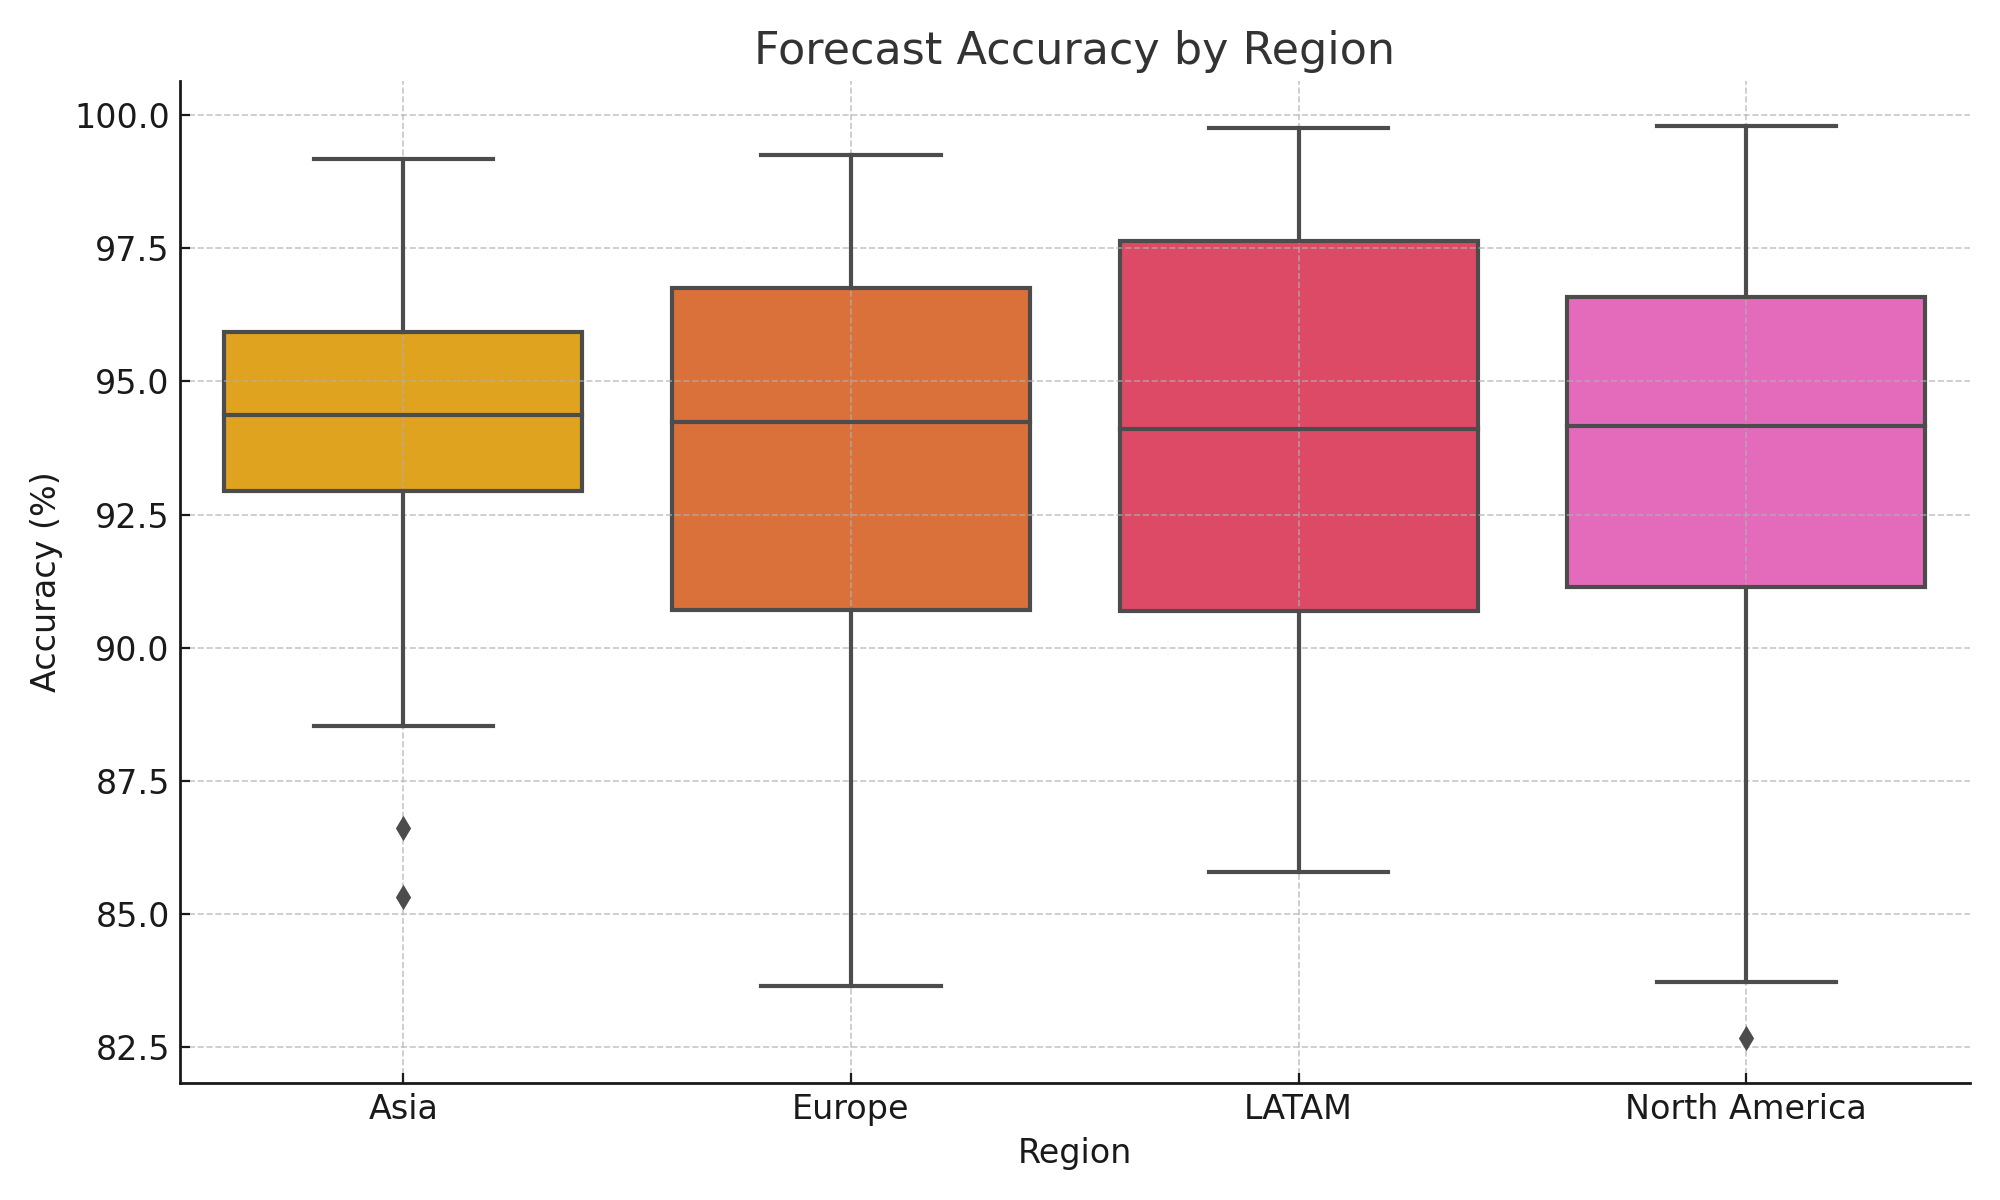 Forecast Accuracy by Region
100.0
97.5
95.0
92.5
90.0
87.5
85.0
82.5
Accuracy (%)
Asia
Europe
LATAM
North America
Region